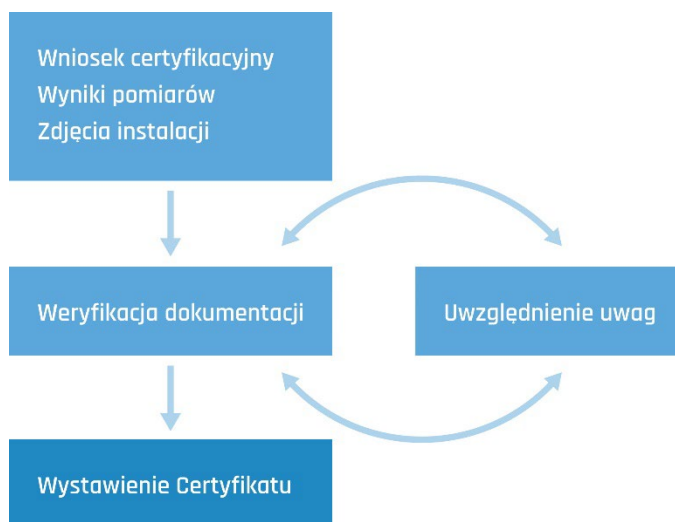 Wniosek certyfikacyjny
Wyniki pomiarów
Zdjęcia instalacji
Weryfikacja dokumentacji
Uwzględnienie uwag
Wystawienie Certyfikatu